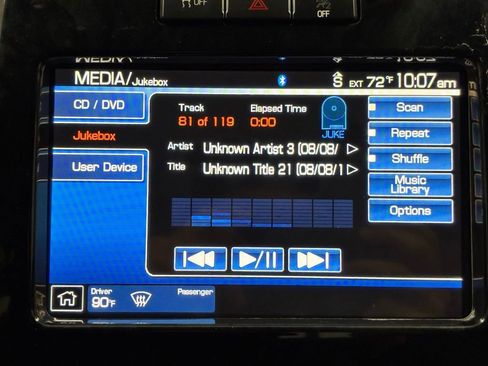 OFF
OFF
MEDIA/Jukebox
S EXT 72°F 10:07am
CD / DVD
Jukebox
User Device
Track
81 of 119
Elapsed Time
0:00
JUKE
Artist Unknown Artist 3 (08/08/
Title Unknown Title 21 (08/08/1
Scan
Repeat
Shuffle
Music
Library
Options
Driver
90°F
Passenger